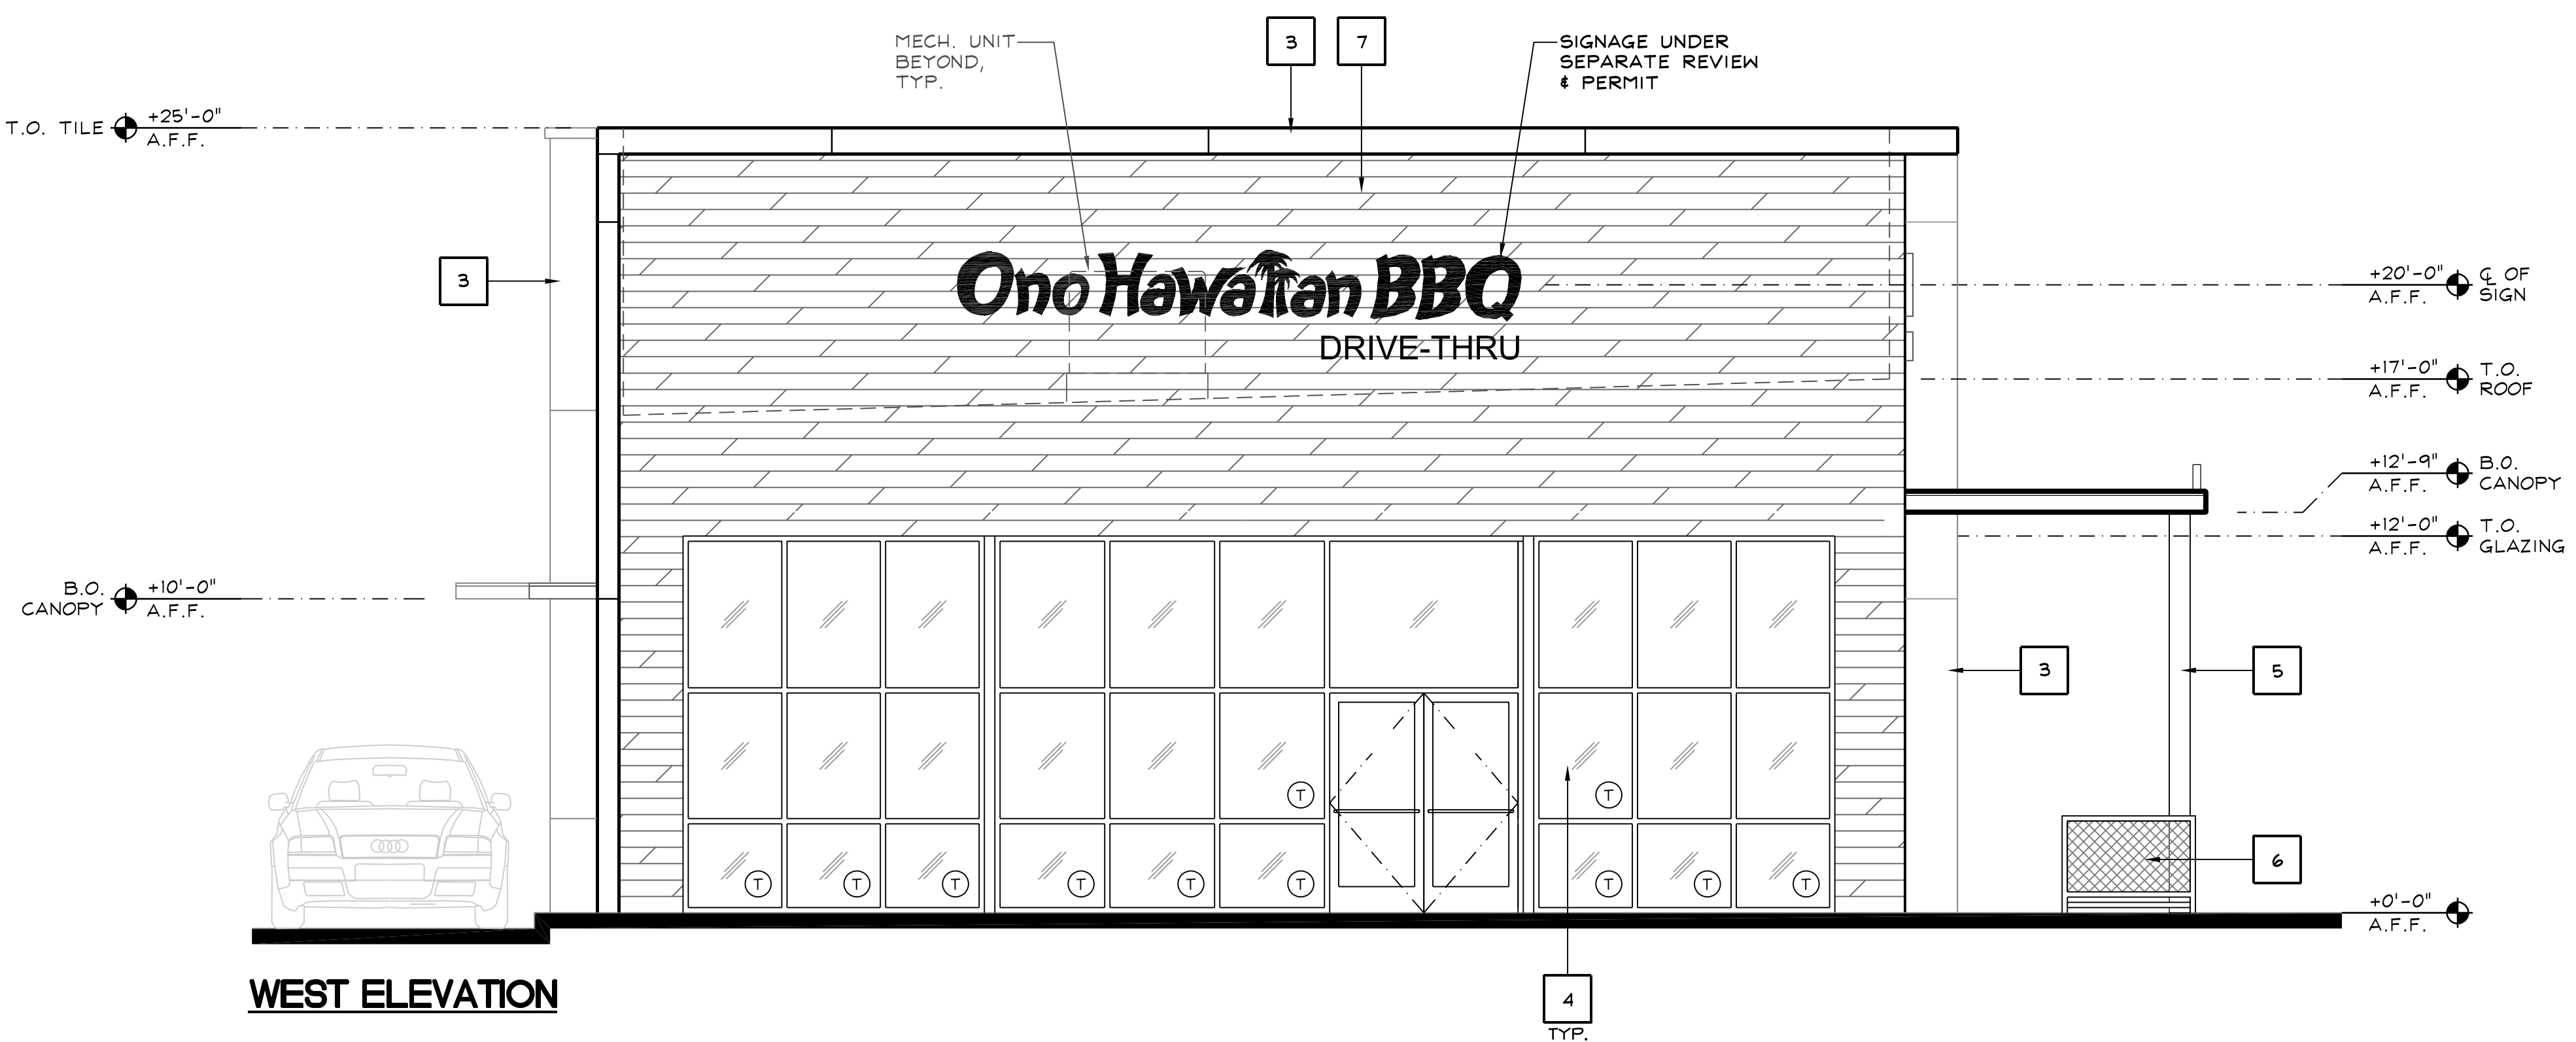 MECH. UNIT
BEYOND,
TYP.
3
7
SIGNAGE UNDER
SEPARATE REVIEW
& PERMIT
T.O. TILE
+25'-0"
A.F.F.
3
Ono Hawaiian BBQ
DRIVE-THRU
+20'-0"
A.F.F.
℄ OF
SIGN
+17'-0"
A.F.F.
T.O.
ROOF
+12'-9"
A.F.F.
B.O.
CANOPY
+12'-0"
A.F.F.
T.O.
GLAZING
B.O.
CANOPY
+10'-0"
A.F.F.
3
5
T
T
6
T
T
T
T
T
T
T
T
T
+0'-0"
A.F.F.
WEST ELEVATION
4
TYP.